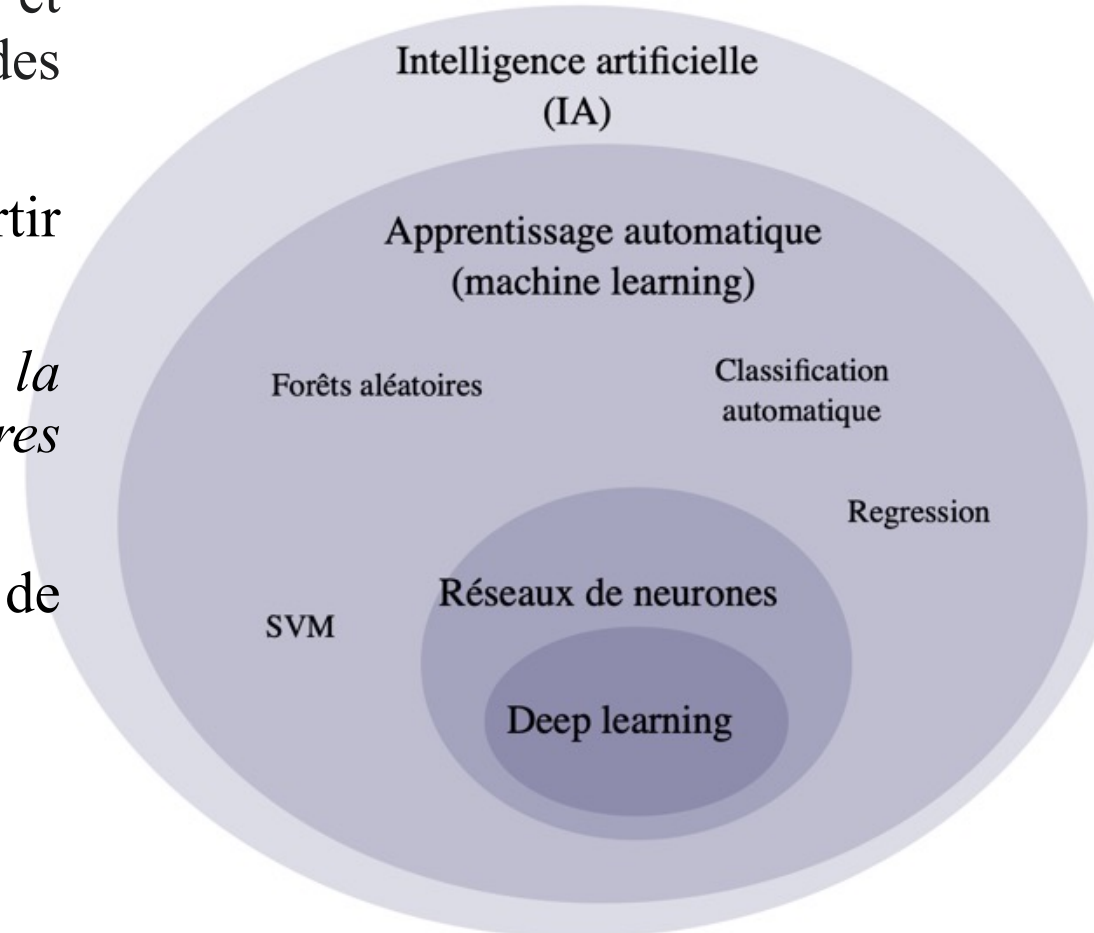 et
des
rtir
la
res
de
Intelligence artificielle
(IA)
Apprentissage automatique
(machine learning)
Forêts aléatoires
Classification
automatique
Regression
Réseaux de neurones
SVM
Deep learning